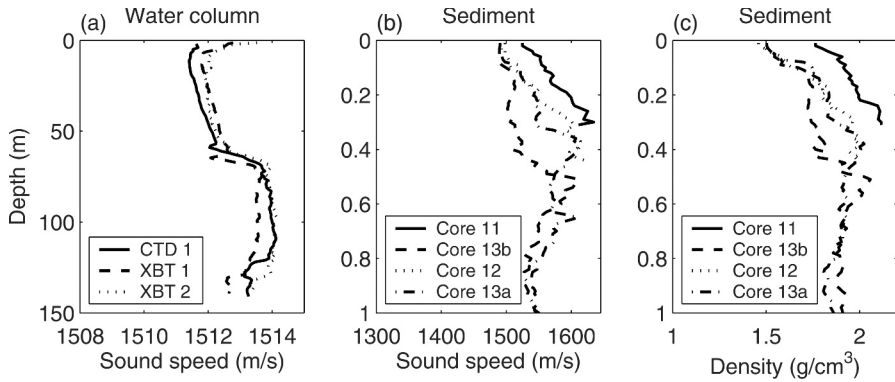 (a) Water column
0
50
100
150
Depth (m)
CTD 1
XBT 1
XBT 2
1508 1510 1512 1514
Sound speed (m/s)
(b) Sediment
0
0.2
0.4
0.6
0.8
1
Core 11
Core 13b
Core 12
Core 13a
1300 1400 1500 1600
Sound speed (m/s)
(c) Sediment
0
0.2
0.4
0.6
0.8
1
Core 11
Core 13b
Core 12
Core 13a
1 1.5 2
Density (g/cm³)